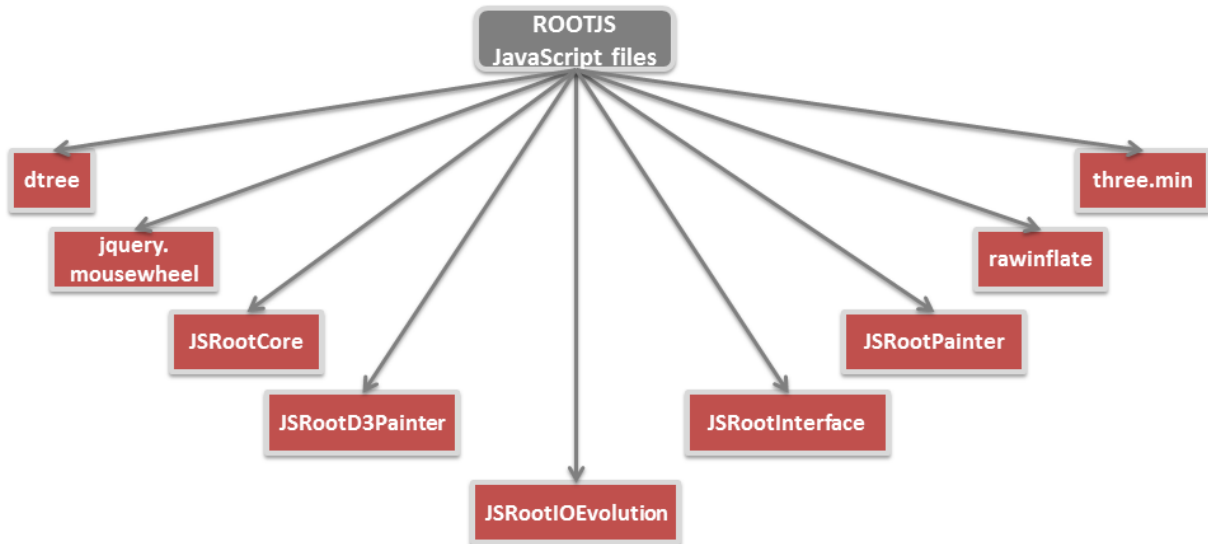 ROOTJS
JavaScript files
dtree
three.min
jquery.
mousewheel
rawinflate
JSRootCore
JSRootPainter
JSRootD3Painter
JSRootInterface
JSRootIOEvolution